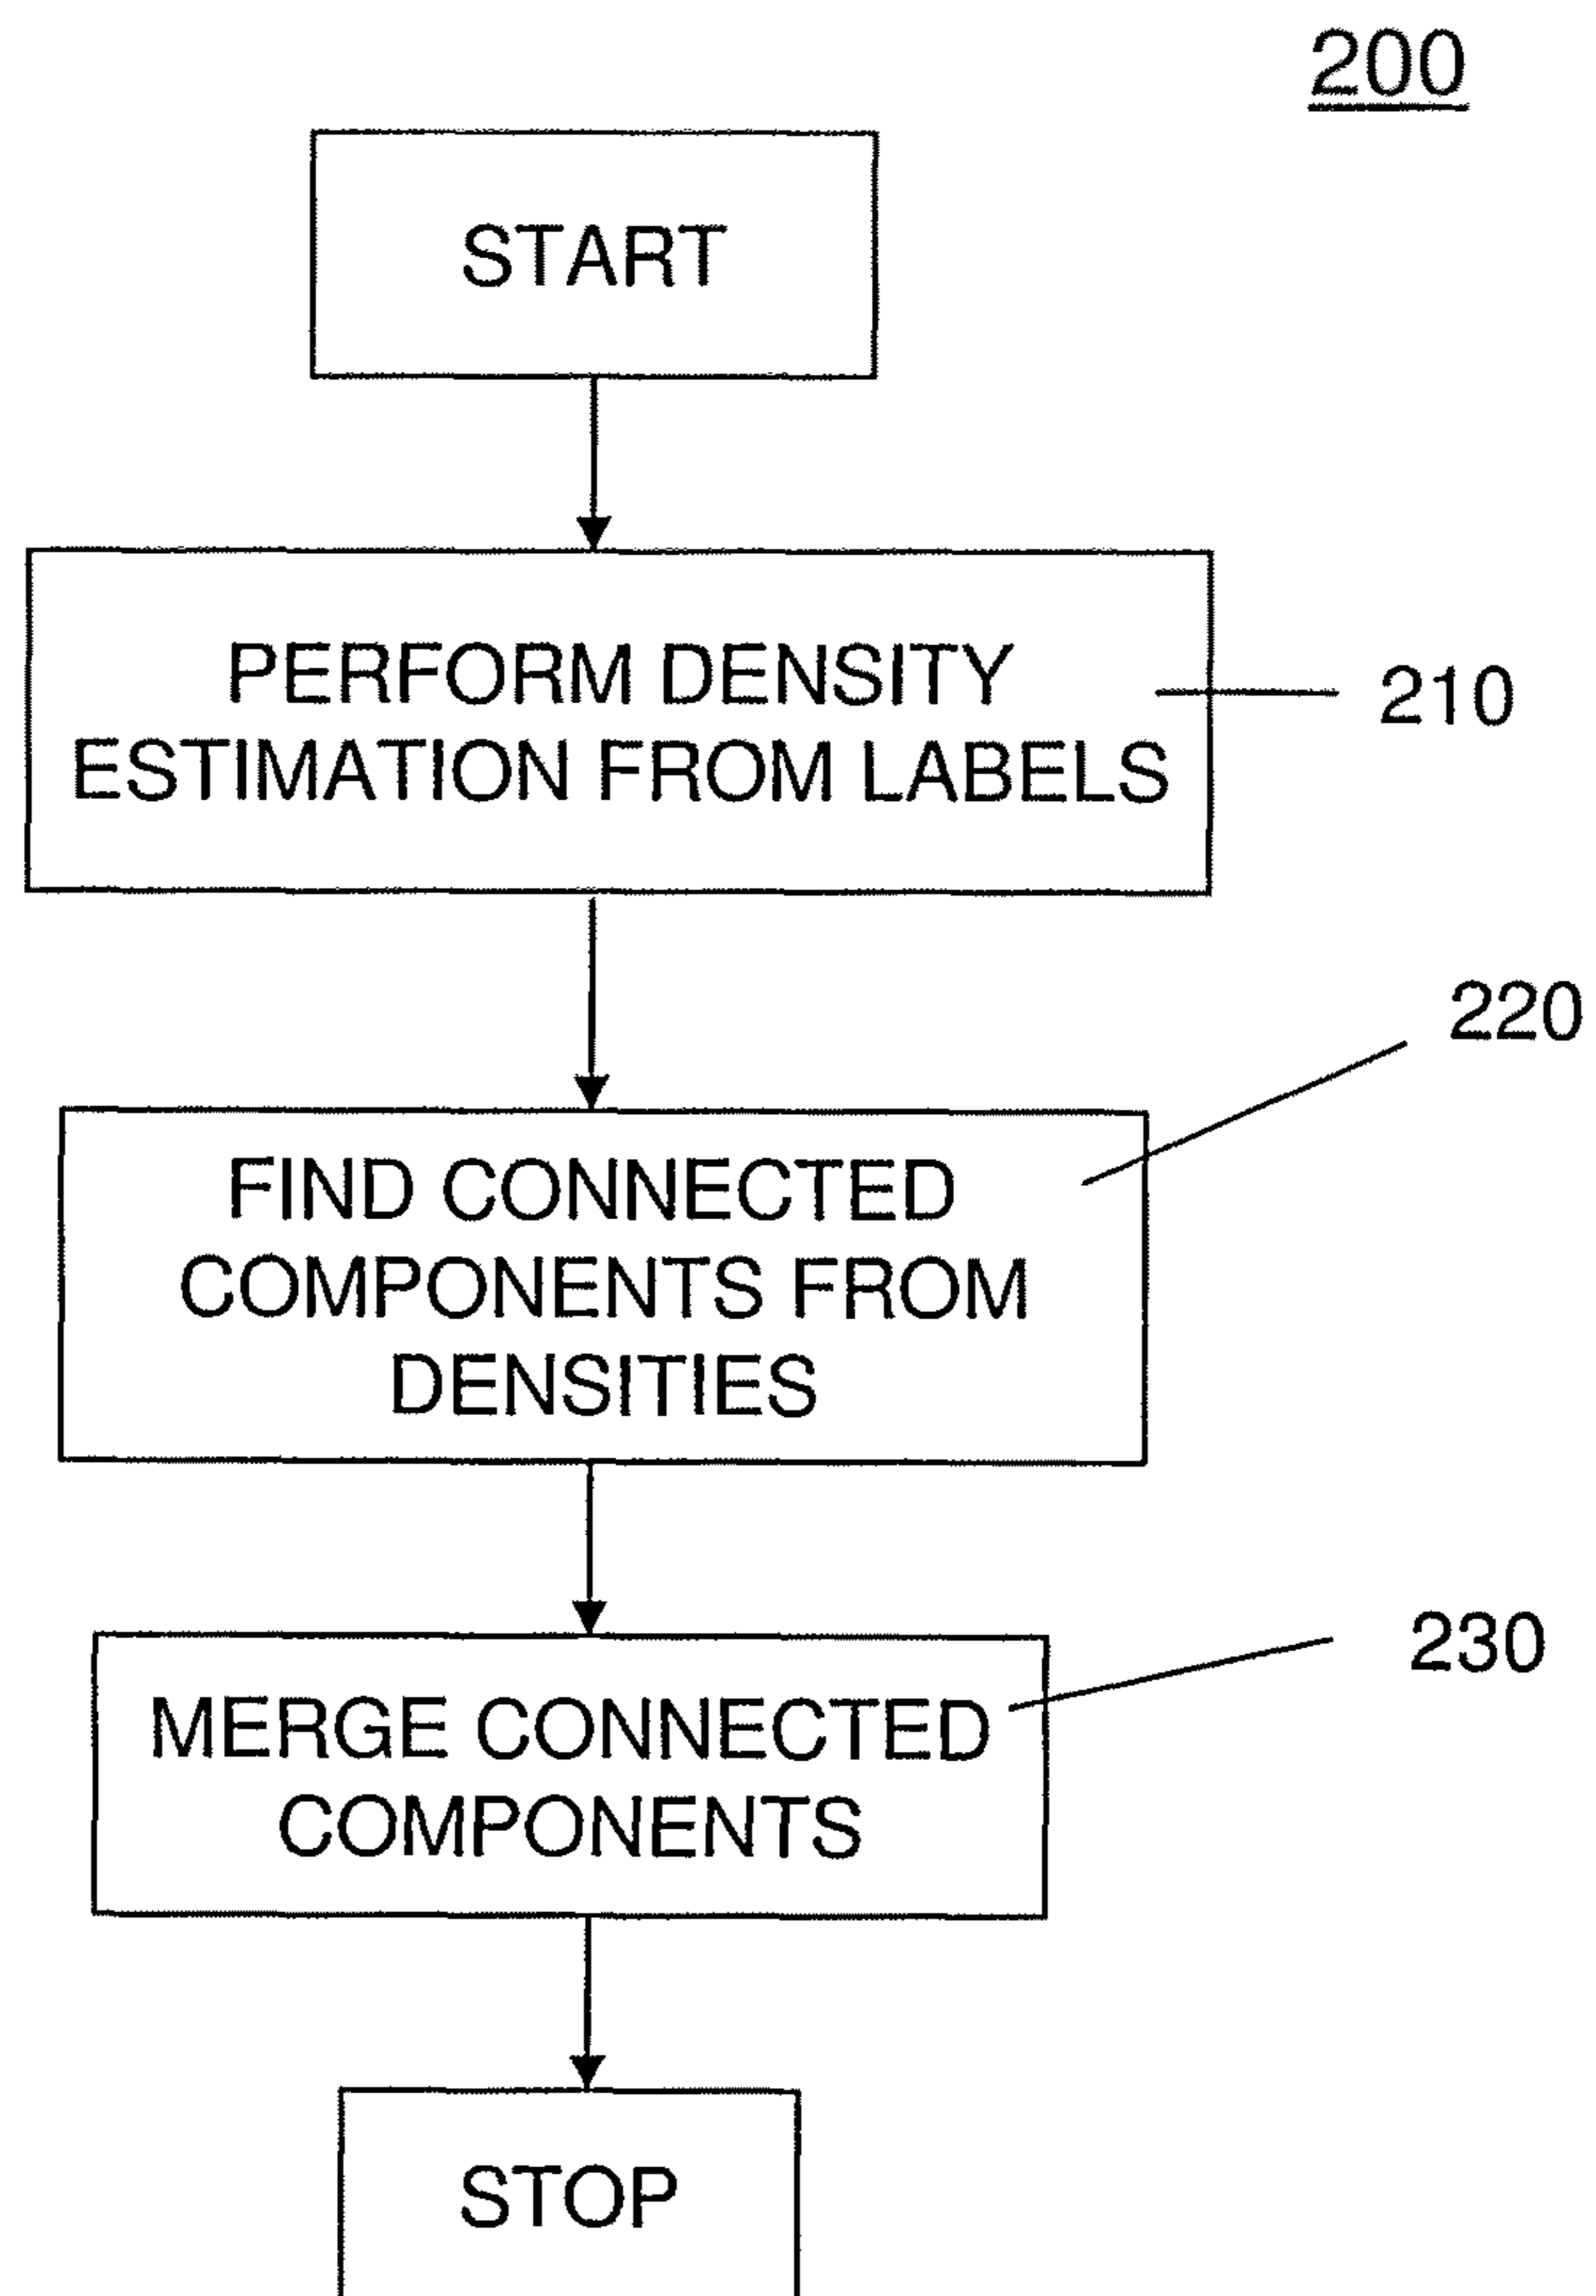 200
START
PERFORM DENSITY
ESTIMATION FROM LABELS
210
220
FIND CONNECTED
COMPONENTS FROM
DENSITIES
230
MERGE CONNECTED
COMPONENTS
STOP